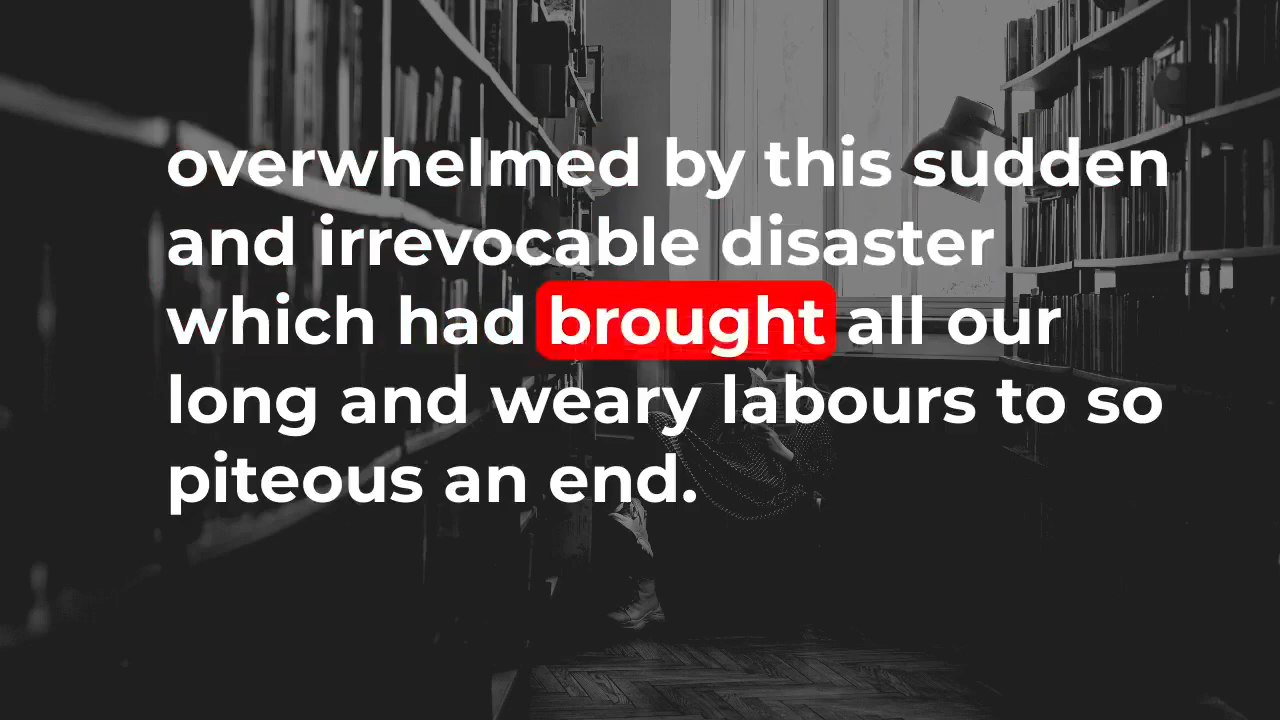 overwhelmed by this sudden
and irrevocable disaster
which had brought all our
long and weary labours to so
piteous an end.